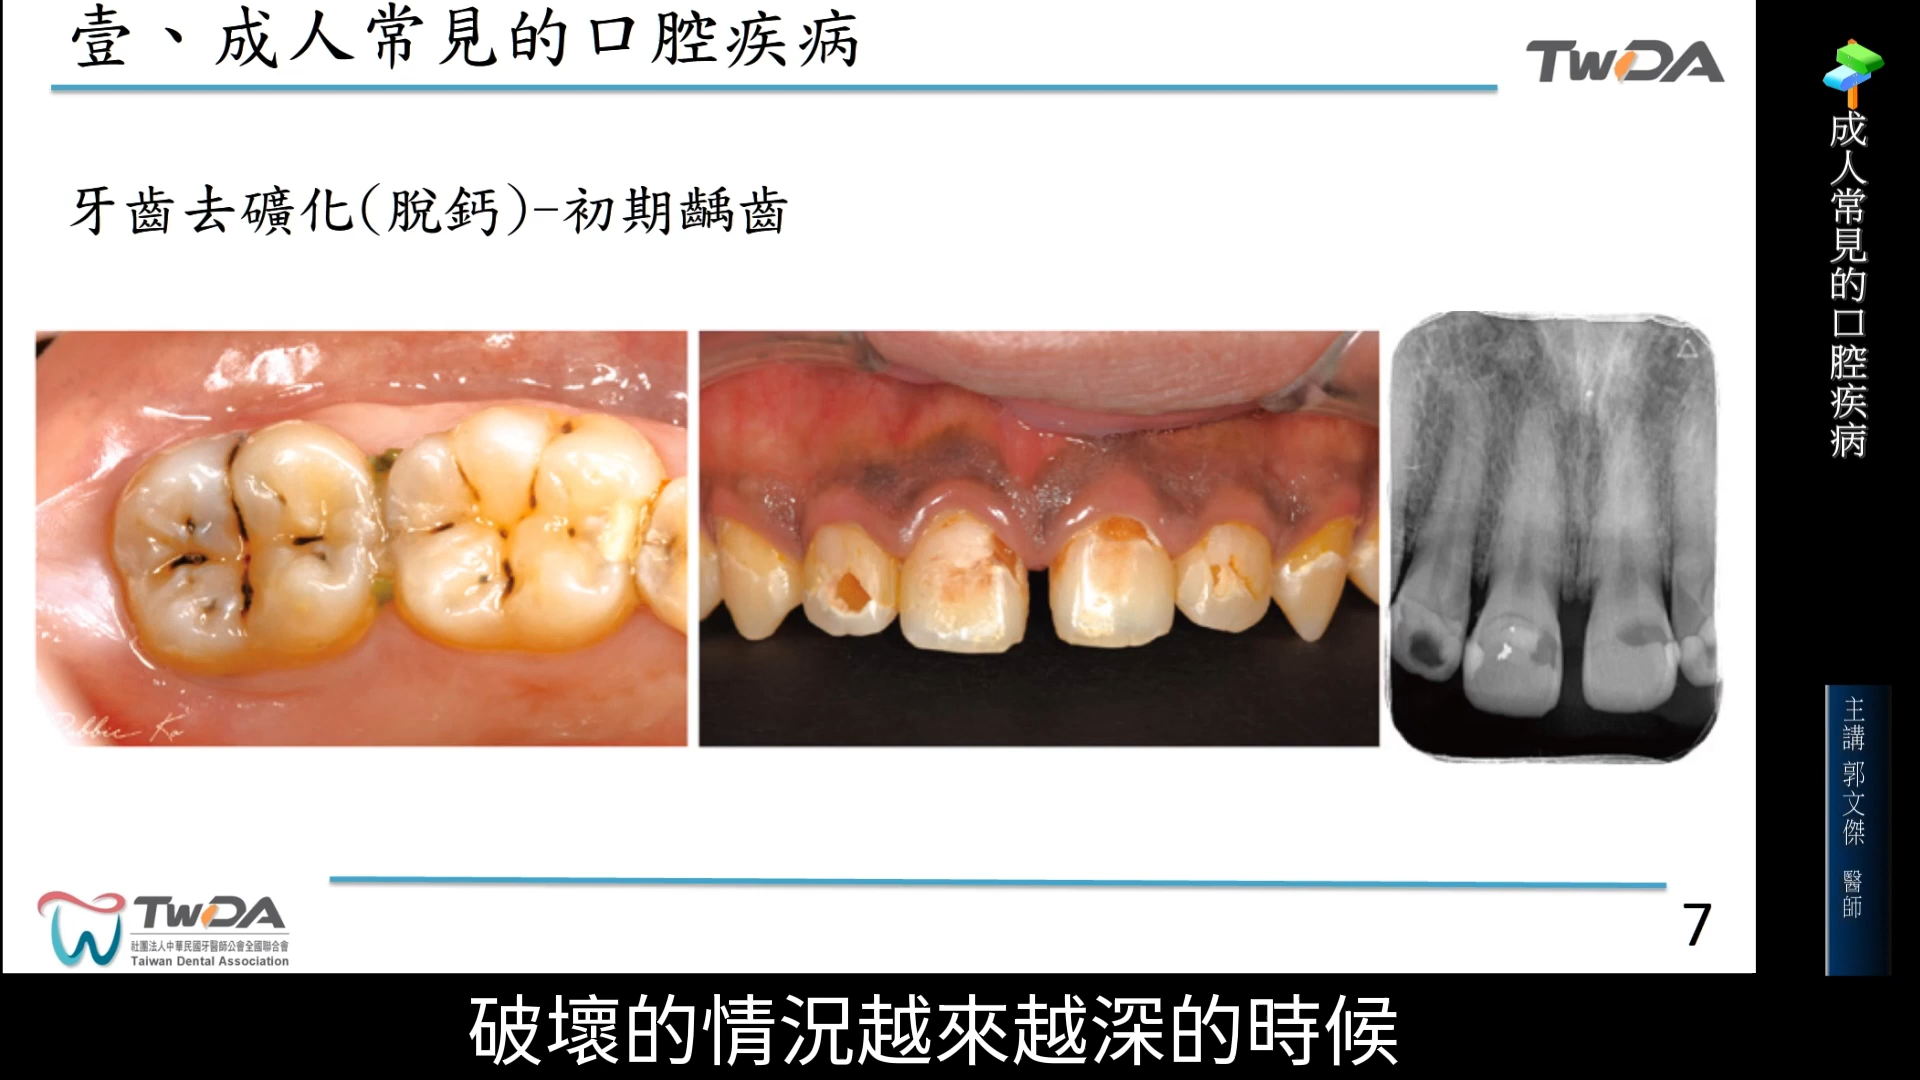 壹、成人常見的口腔疾病
TwDA
牙齒去礦化(脫鈣)-初期齲齒
TwDA
社團法人中華民國牙醫師公會全國聯合會
Taiwan Dental Association
7
成人常見的口腔疾病
主講 郭文傑 醫師
破壞的情況越來越深的時候